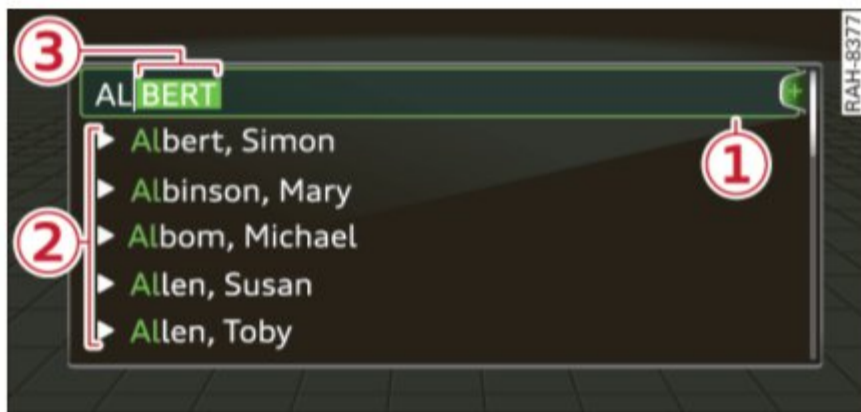 3
AL BERT
Albert, Simon
1
Albinson, Mary
2
Albom, Michael
Allen, Susan
Allen, Toby
RAH-8377